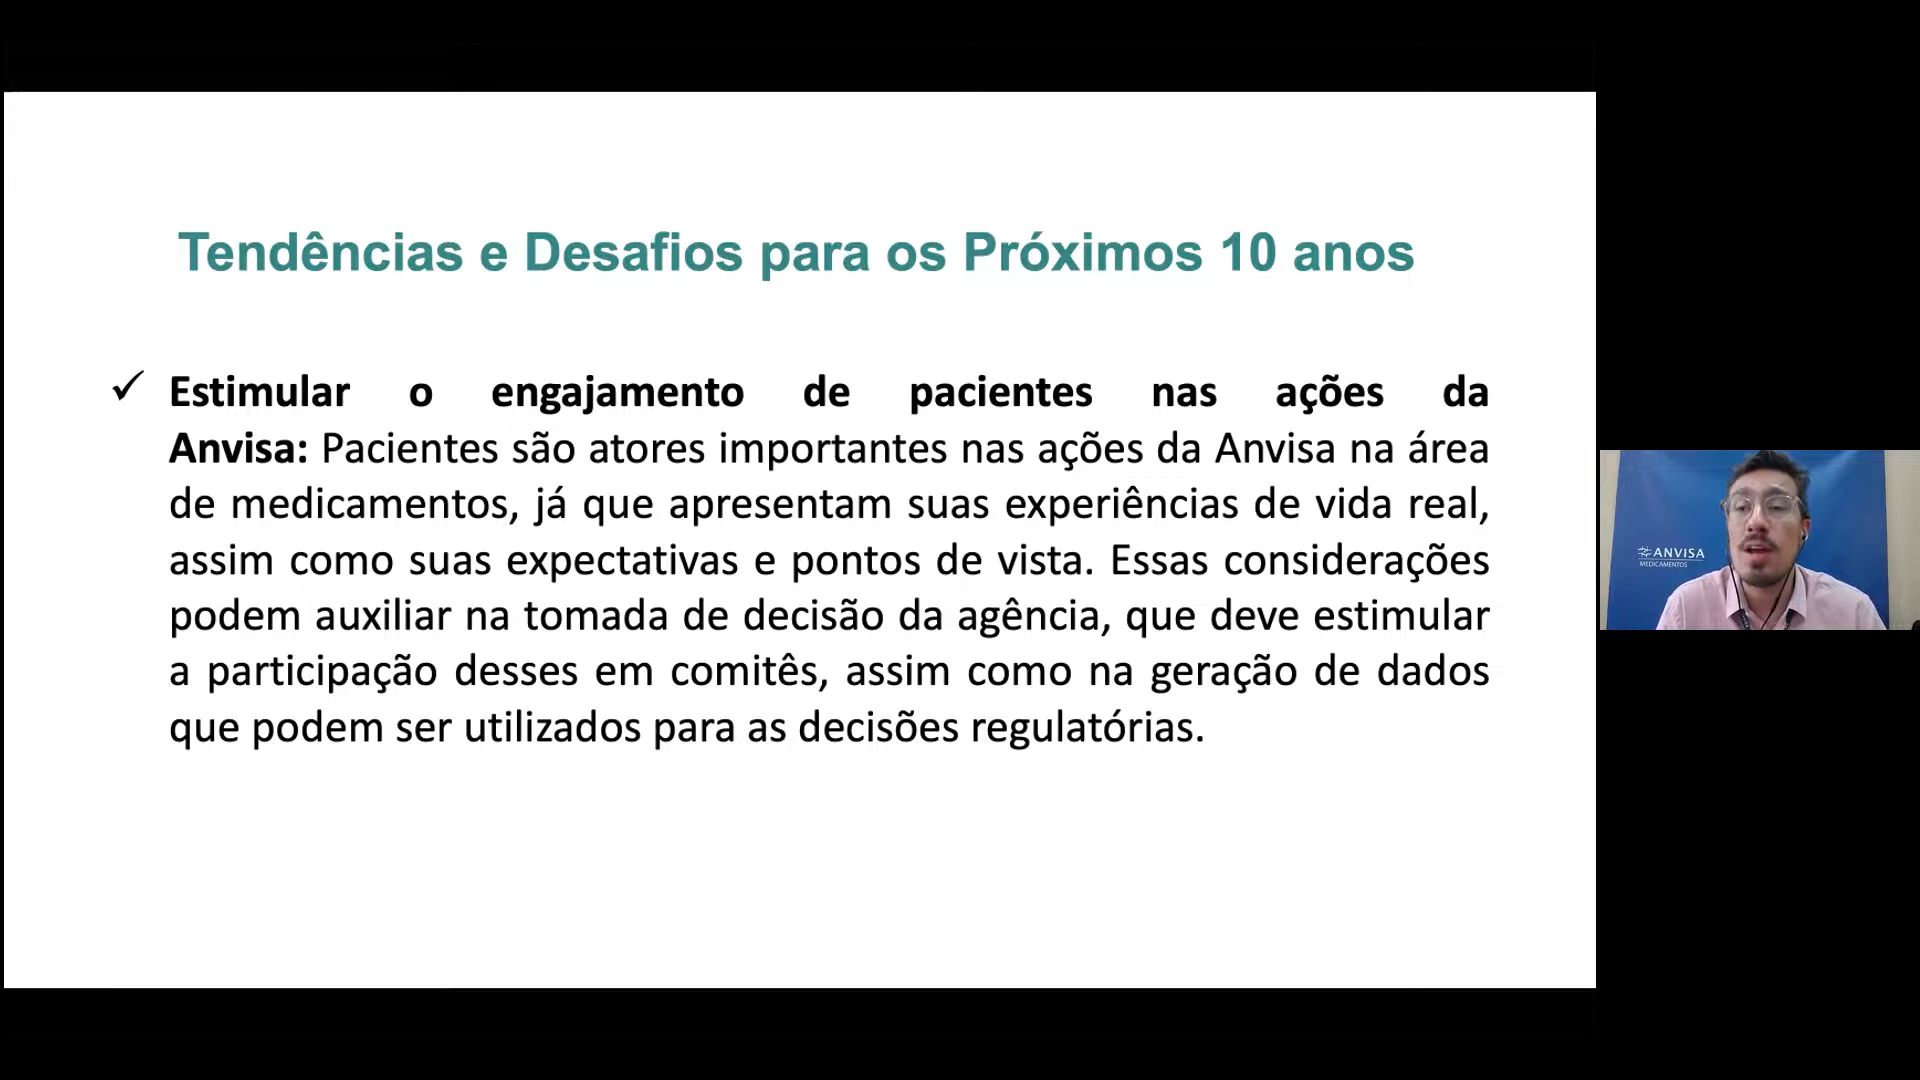 Tendências e Desafios para os Próximos 10 anos
✓ Estimular o engajamento de pacientes nas ações da
Anvisa: Pacientes são atores importantes nas ações da Anvisa na área
de medicamentos, já que apresentam suas experiências de vida real,
assim como suas expectativas e pontos de vista. Essas considerações
podem auxiliar na tomada de decisão da agência, que deve estimular
a participação desses em comitês, assim como na geração de dados
que podem ser utilizados para as decisões regulatórias.
ANVISA
MEDICAMENTOS